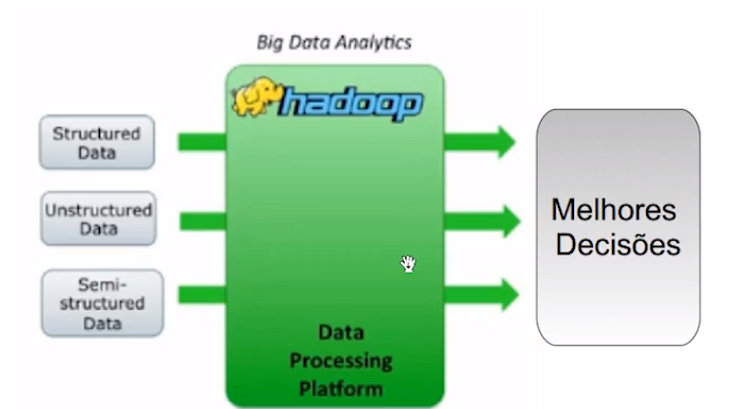 Big Data Analytics
hadoop
Structured
Data
Unstructured
Data
Semi-
structured
Data
Data
Processing
Platform
Melhores
Decisões